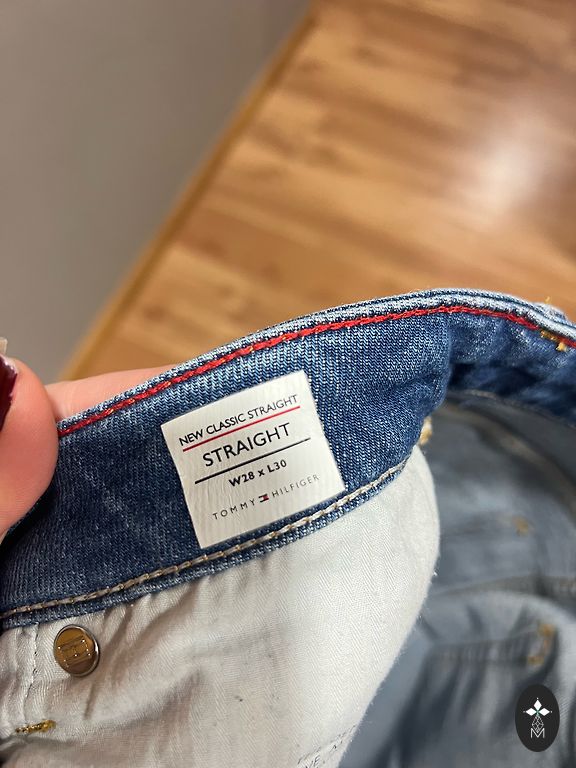 NEW CLASSIC STRAIGHT
STRAIGHT
W28 x L30
TOMMY HILFIGER